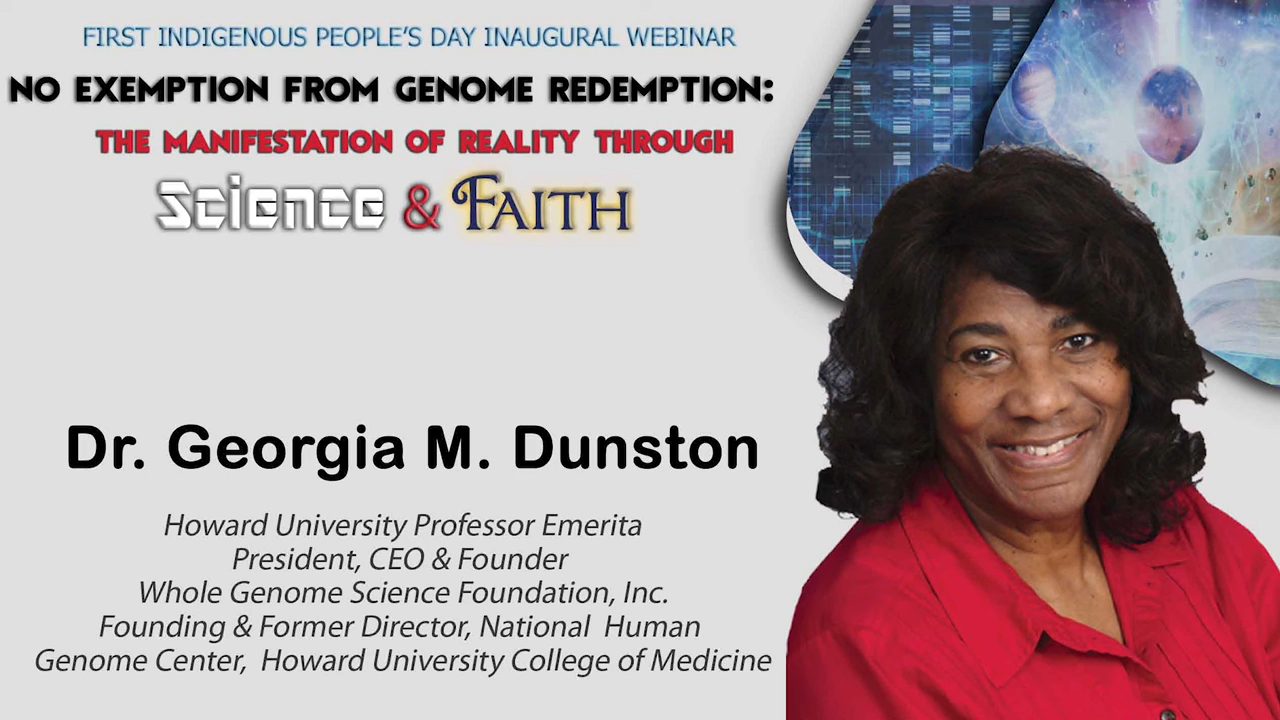 FIRST INDIGENOUS PEOPLE'S DAY INAUGURAL WEBINAR
NO EXEMPTION FROM GENOME REDEMPTION:
THE MANIFESTATION OF REALITY THROUGH
Science & FAITH
Dr. Georgia M. Dunston
Howard University Professor Emerita
President, CEO & Founder
Whole Genome Science Foundation, Inc.
Founding & Former Director, National Human
Genome Center, Howard University College of Medicine